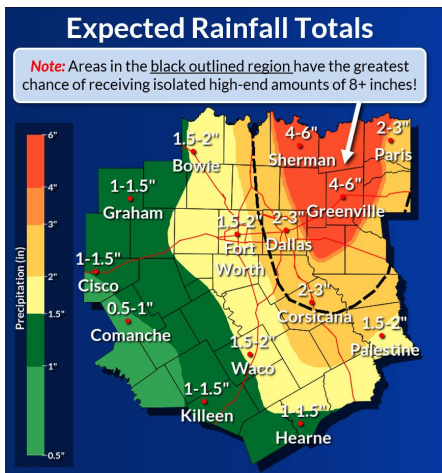 Expected Rainfall Totals
Note: Areas in the black outlined region have the greatest
chance of receiving isolated high-end amounts of 8+ inches!
Precipitation (in)
6"
4"
3"
2"
1.5"
1"
0.5"
1.5-2"
Bowie
4-6"
Sherman
2-3"
Paris
1-1.5"
Graham
4-6"
Greenville
1.5-2"
Fort
Worth
2-3"
Dallas
1-1.5"
Cisco
2-3"
Corsicana
0.5-1"
Comanche
1.5-2"
Palestine
1.5-2"
Waco
1-1.5"
Killeen
1-1.5"
Hearne